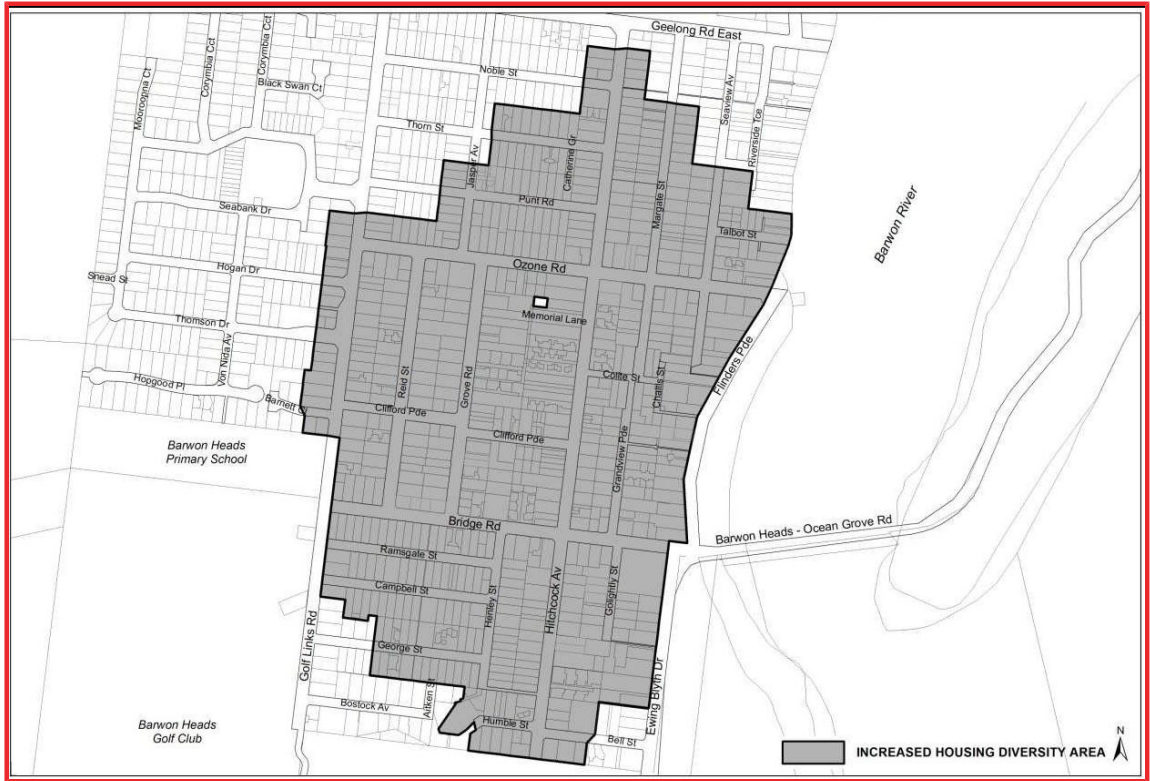 Geelong Rd East
Corymbia Cct
Corymbia Cct
Mooroopna Ct
Noble St
Black Swan Ct
Seaview Av
Riverside Tce
Thorn St
Jasper Av
Catherine Gr
Margate St
Punt Rd
Seabank Dr
Talbot St
Barwon River
Hogan Dr
Ozone Rd
Snead St
Memorial Lane
Thomson Dr
Von Nida Av
Flinders Pde
Reid St
Grove Rd
Colite St
Challis St
Hopgood Pl
Barnett Cl
Clifford Pde
Clifford Pde
Grandview Pde
Barwon Heads
Primary School
Bridge Rd
Barwon Heads - Ocean Grove Rd
Ramsgate St
Campbell St
Henley St
Hitchcock Av
Golightly St
Golf Links Rd
George St
Aitken St
Ewing Blyth Dr
Bostock Av
Humble St
Bell St
Barwon Heads
Golf Club
N
INCREASED HOUSING DIVERSITY AREA